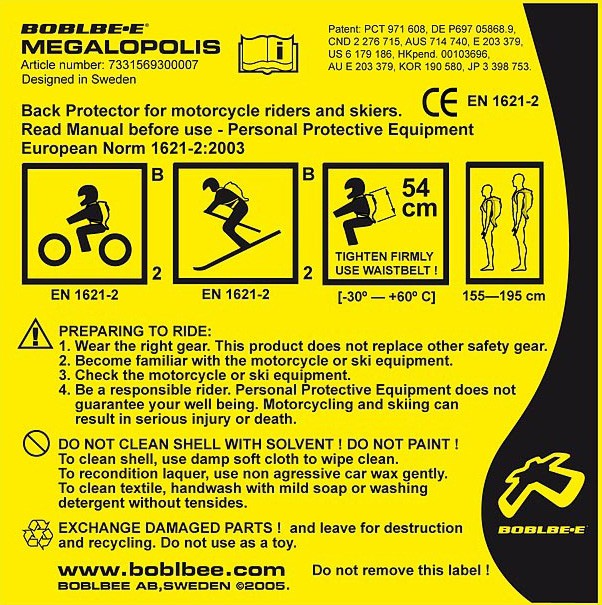 BOBLBE-E®
MEGALOPOLIS
Article number: 7331569300007
Designed in Sweden
i
Patent: PCT 971 608, DE P697 05868.9,
CND 2 276 715, AUS 714 740, E 203 379,
US 6 179 186, HKpend. 00103696,
AU E 203 379, KOR 190 580, JP 3 398 753.
Back Protector for motorcycle riders and skiers. CE EN 1621-2
Read Manual before use - Personal Protective Equipment
European Norm 1621-2:2003
B
2
EN 1621-2
B
2
EN 1621-2
54
cm
TIGHTEN FIRMLY
USE WAISTBELT !
[-30º — +60º C]
155—195 cm
PREPARING TO RIDE:
1. Wear the right gear. This product does not replace other safety gear.
2. Become familiar with the motorcycle or ski equipment.
3. Check the motorcycle or ski equipment.
4. Be a responsible rider. Personal Protective Equipment does not
guarantee your well being. Motorcycling and skiing can
result in serious injury or death.
DO NOT CLEAN SHELL WITH SOLVENT ! DO NOT PAINT !
To clean shell, use damp soft cloth to wipe clean.
To recondition laquer, use non agressive car wax gently.
To clean textile, handwash with mild soap or washing
detergent without tensides.
EXCHANGE DAMAGED PARTS ! and leave for destruction
and recycling. Do not use as a toy.
BOBLBE-E®
www.boblbee.com Do not remove this label !
BOBLBEE AB,SWEDEN ©2005.